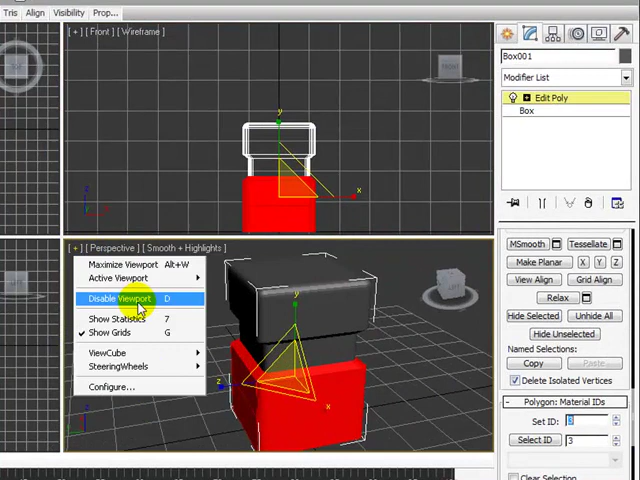 Tris Align Visibility Prop...
[ + ] [ Front ] [ Wireframe ]
FRONT
y
x
z
x
Box001
Modifier List
Edit Poly
Box
MSmooth Tessellate
Make Planar X Y Z
View Align Grid Align
Relax
Hide Selected Unhide All
Hide Unselected
Named Selections:
Copy Paste
Delete Isolated Vertices
- Polygon: Material IDs
Set ID: 3
Select ID 3
Clear Selection
[ + ] [ Perspective ] [ Smooth + Highlights ]
Maximize Viewport Alt+W
Active Viewport
Disable Viewport D
Show Statistics 7
Show Grids G
ViewCube
SteeringWheels
Configure...
y
z
x